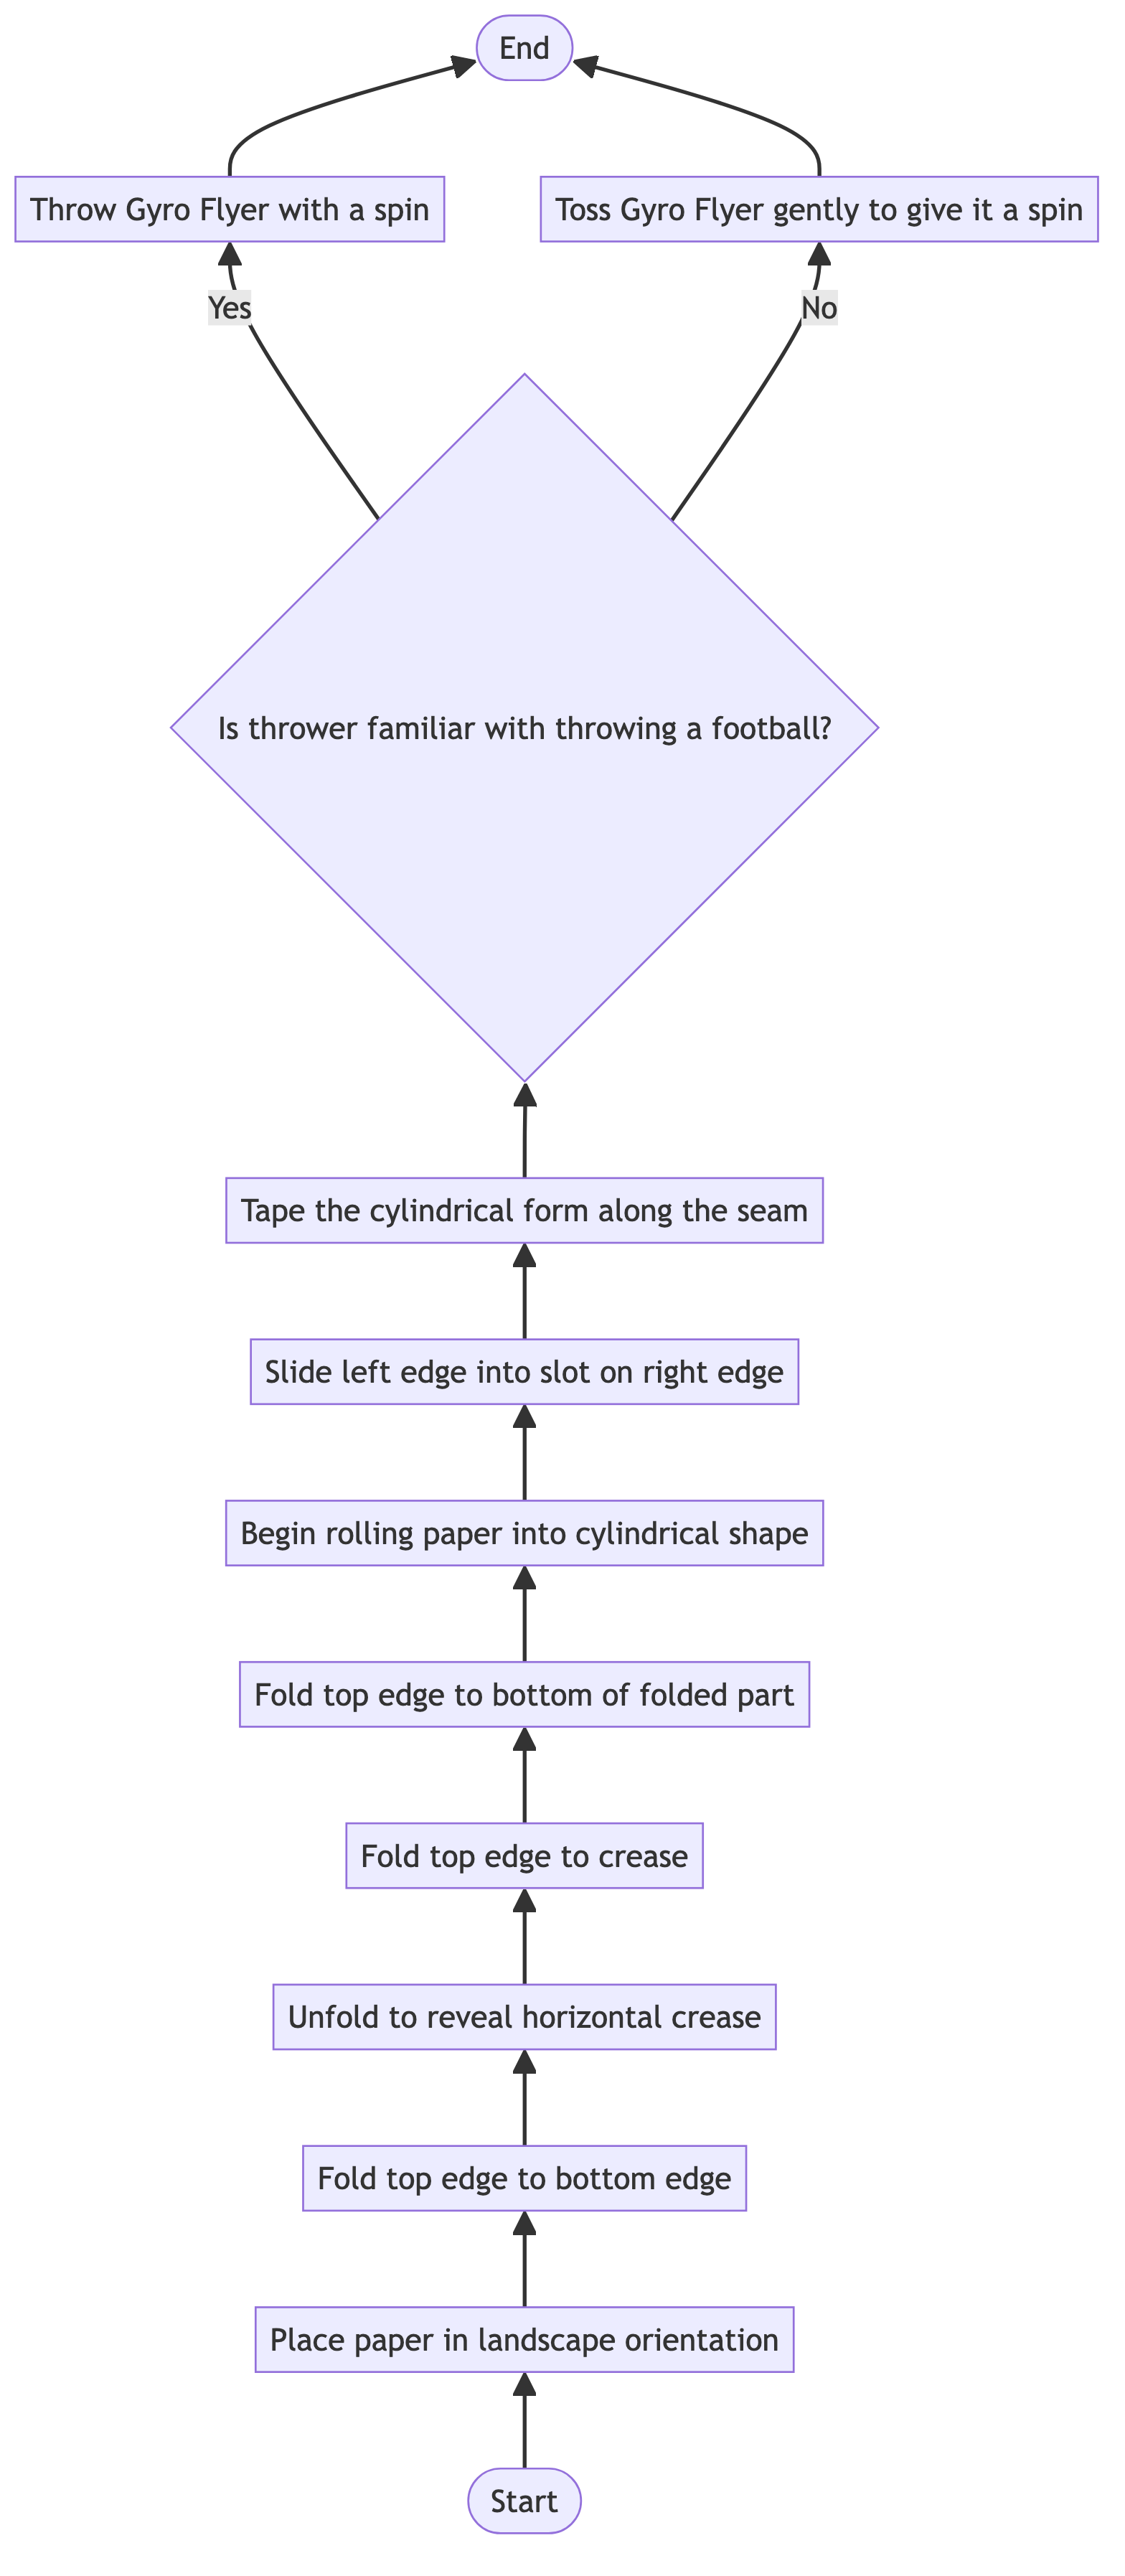 End
Throw Gyro Flyer with a spin
Toss Gyro Flyer gently to give it a spin
Yes
No
Is thrower familiar with throwing a football?
Tape the cylindrical form along the seam
Slide left edge into slot on right edge
Begin rolling paper into cylindrical shape
Fold top edge to bottom of folded part
Fold top edge to crease
Unfold to reveal horizontal crease
Fold top edge to bottom edge
Place paper in landscape orientation
Start